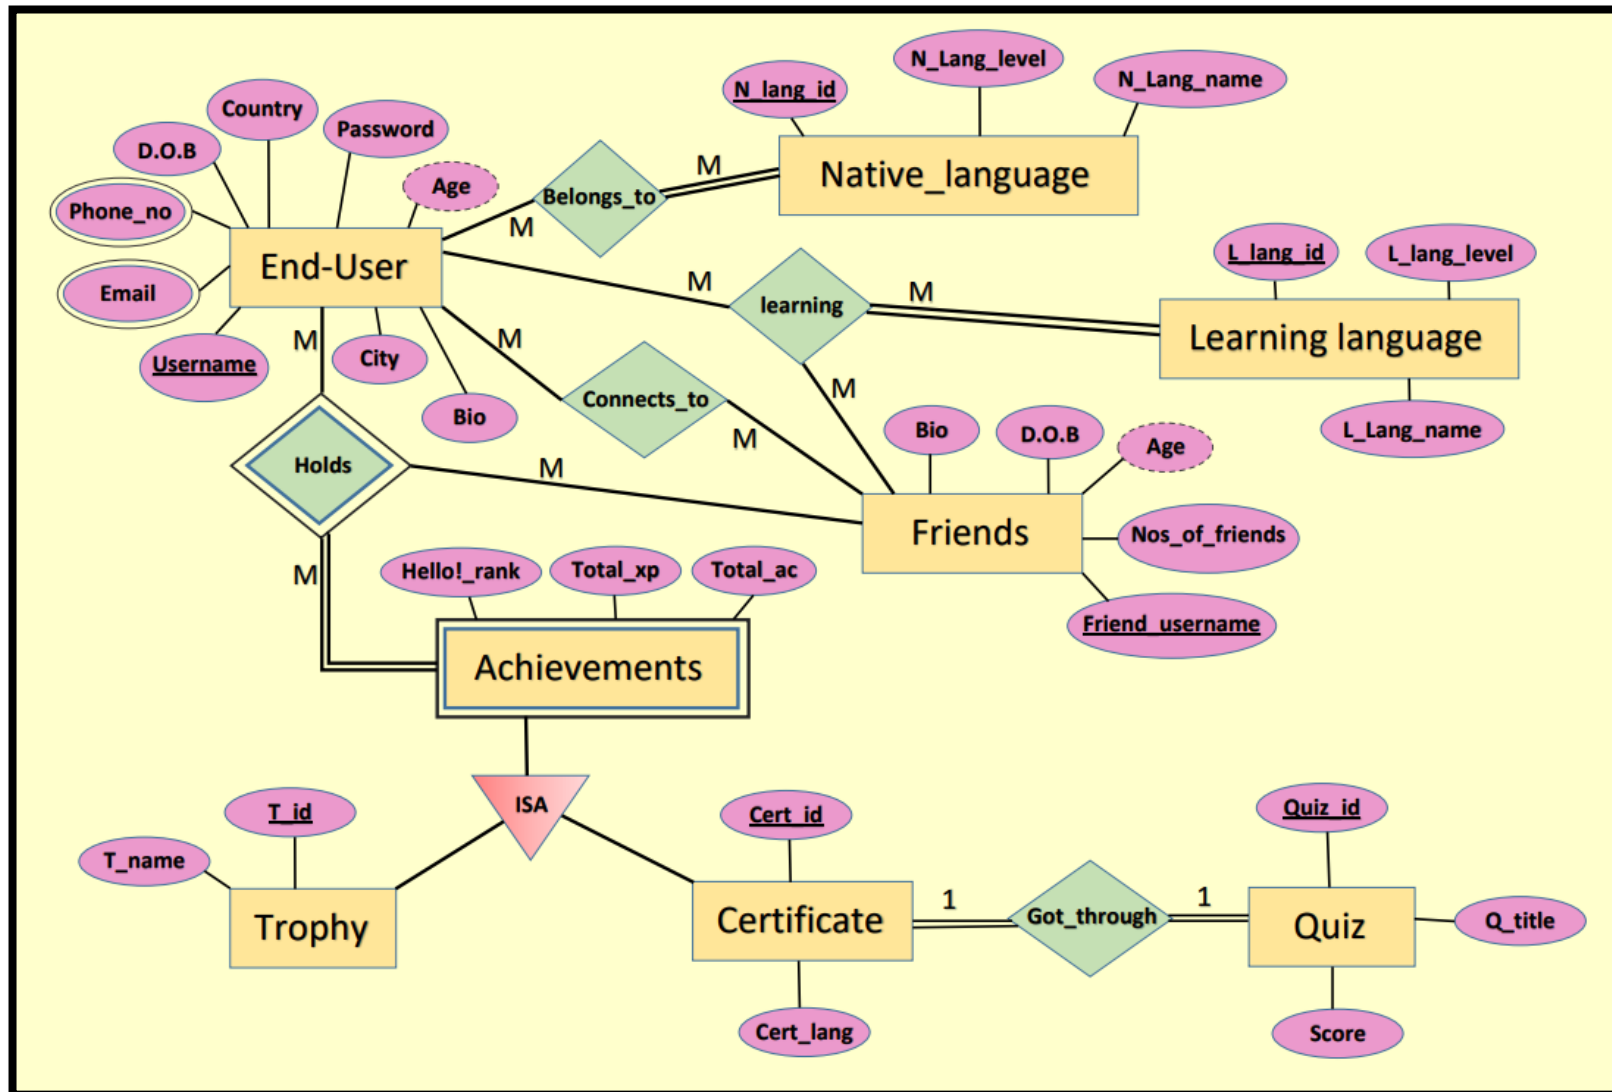 N_Lang_level
N_lang_id
N_Lang_name
Country
Password
D.O.B
Age
Phone_no
Belongs_to
M
M
Native_language
End-User
Email
Username
City
Bio
M
learning
M
L_lang_id
L_lang_level
Learning language
L_Lang_name
M
M
Connects_to
M
M
Bio
D.O.B
Age
Holds
M
Friends
Nos_of_friends
Friend_username
M
Hello!_rank
Total_xp
Total_ac
Achievements
ISA
T_id
T_name
Trophy
Cert_id
Certificate
Cert_lang
1
Got_through
1
Quiz_id
Quiz
Q_title
Score